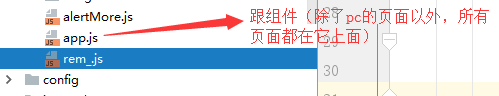 alertMore.js
app.js
rem_.js
config
跟组件（除了pc的页面以外，所有
页面都在它上面）
30